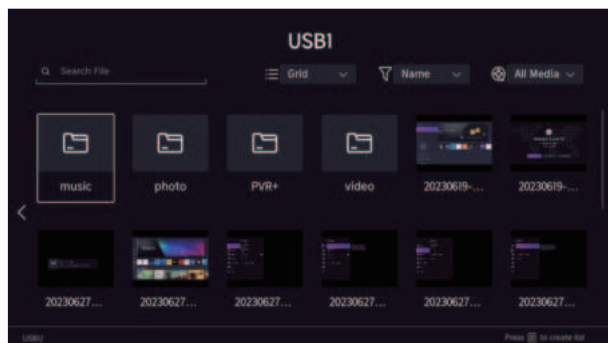 USB1
Search File
Grid
Name
All Media
music
photo
PVR+
video
20230619-...
20230619-...
20230627...
20230627...
20230627...
20230627...
20230627...
20230627...
USB1/
Press to create list